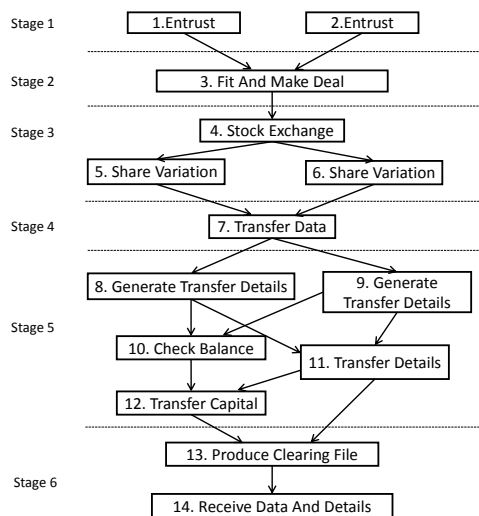 Stage 1
1.Entrust
2.Entrust
Stage 2
3. Fit And Make Deal
Stage 3
4. Stock Exchange
5. Share Variation
6. Share Variation
Stage 4
7. Transfer Data
Stage 5
8. Generate Transfer Details
9. Generate
Transfer Details
10. Check Balance
11. Transfer Details
12. Transfer Capital
Stage 6
13. Produce Clearing File
14. Receive Data And Details